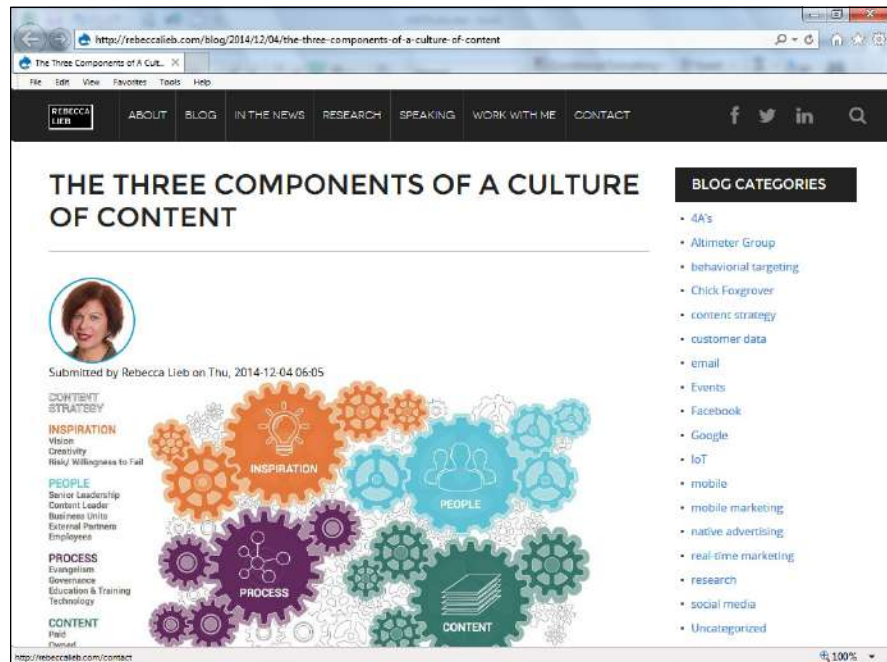 http://rebeccalieb.com/blog/2014/12/04/the-three-components-of-a-culture-of-content
The Three Components of A Cult...
File Edit View Favorites Tools Help
REBECCA
LIEB
ABOUT BLOG IN THE NEWS RESEARCH SPEAKING WORK WITH ME CONTACT
THE THREE COMPONENTS OF A CULTURE
OF CONTENT
Submitted by Rebecca Lieb on Thu, 2014-12-04 06:05
CONTENT
STRATEGY
INSPIRATION
Vision
Creativity
Risk/ Willingness to Fail
PEOPLE
Senior Leadership
Content Leader
Business Units
External Partners
Employees
PROCESS
Evangelism
Governance
Education & Training
Technology
CONTENT
Paid
Owned
INSPIRATION
PEOPLE
PROCESS
CONTENT
BLOG CATEGORIES
• 4A's
• Altimeter Group
• behaviorial targeting
• Chick Foxgrover
• content strategy
• customer data
• email
• Events
• Facebook
• Google
• IoT
• mobile
• mobile marketing
• native advertising
• real-time marketing
• research
• social media
• Uncategorized
http://rebeccalieb.com/contact
100%